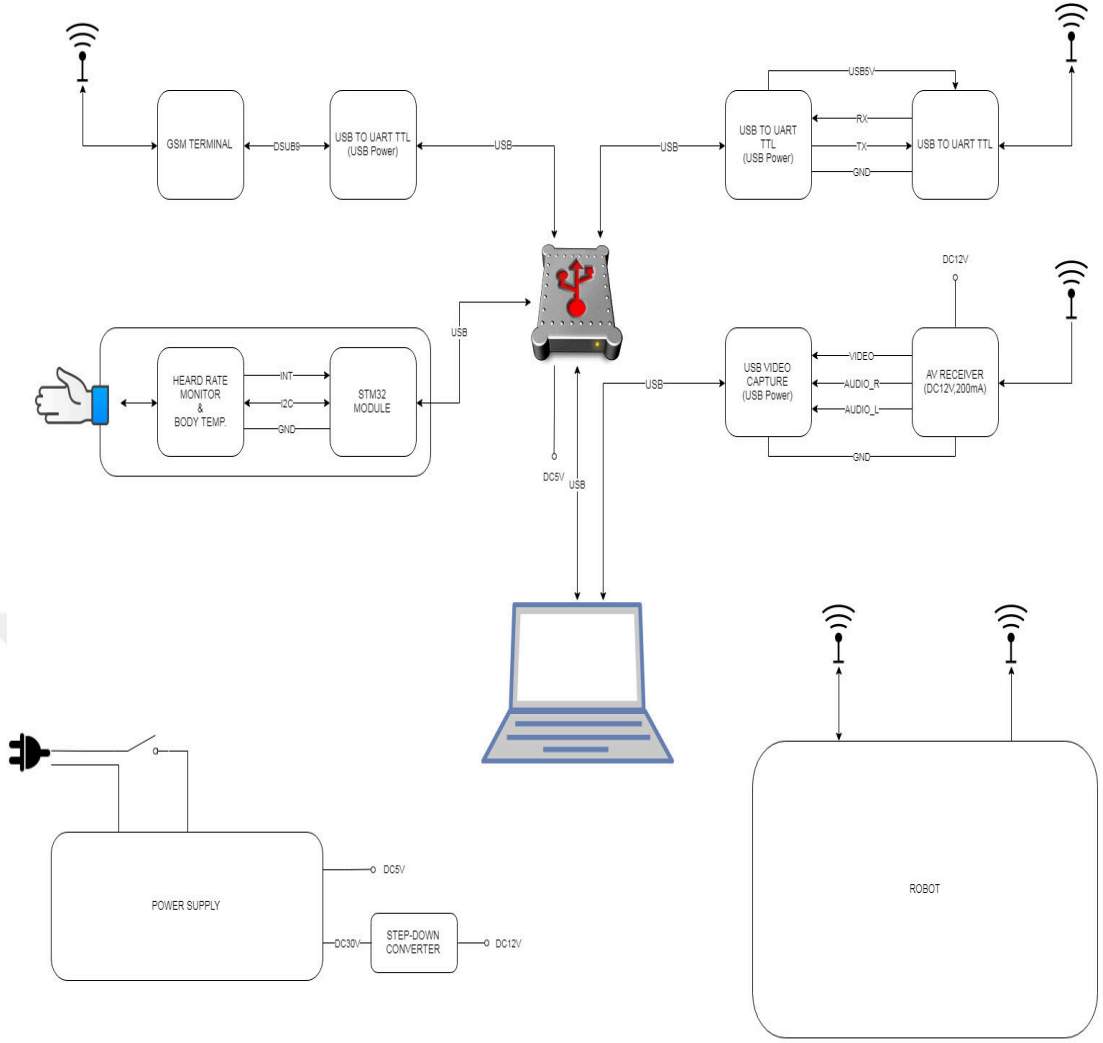 USB5V
GSM TERMINAL
DSUB9
USB TO UART TTL
(USB Power)
USB
USB
USB TO UART
TTL
(USB Power)
RX
TX
GND
USB TO UART TTL
DC12V
USB
HEARD RATE
MONITOR
&
BODY TEMP.
INT
I2C
GND
STM32
MODULE
USB
USB VIDEO
CAPTURE
(USB Power)
VIDEO
AUDIO_R
AUDIO_L
GND
AV RECEIVER
(DC12V,200mA)
DC5V
USB
POWER SUPPLY
DC5V
DC30V
STEP-DOWN
CONVERTER
DC12V
ROBOT